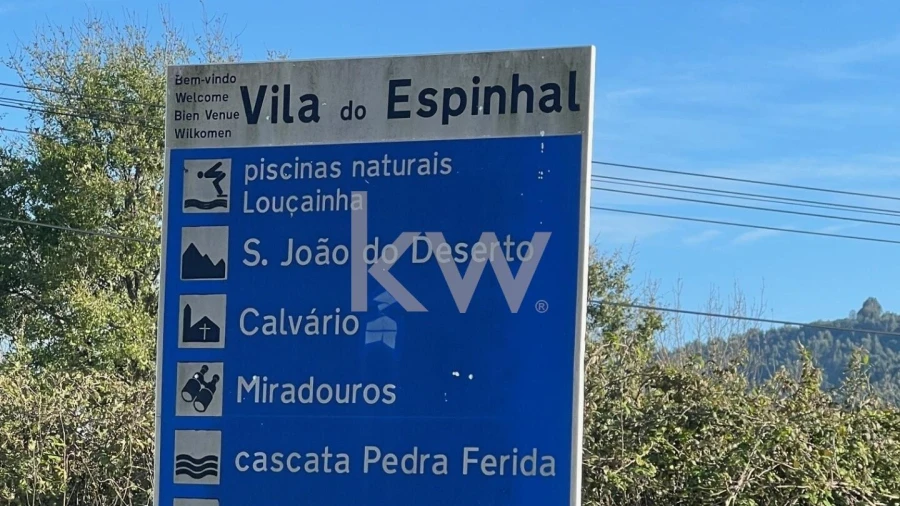 Bem-vindo
Welcome
Bien Venue
Wilkomen
Vila do Espinhal
piscinas naturais
Louçainha
S. João do Deserto
kw®
Calvário
Miradouros
cascata Pedra Ferida